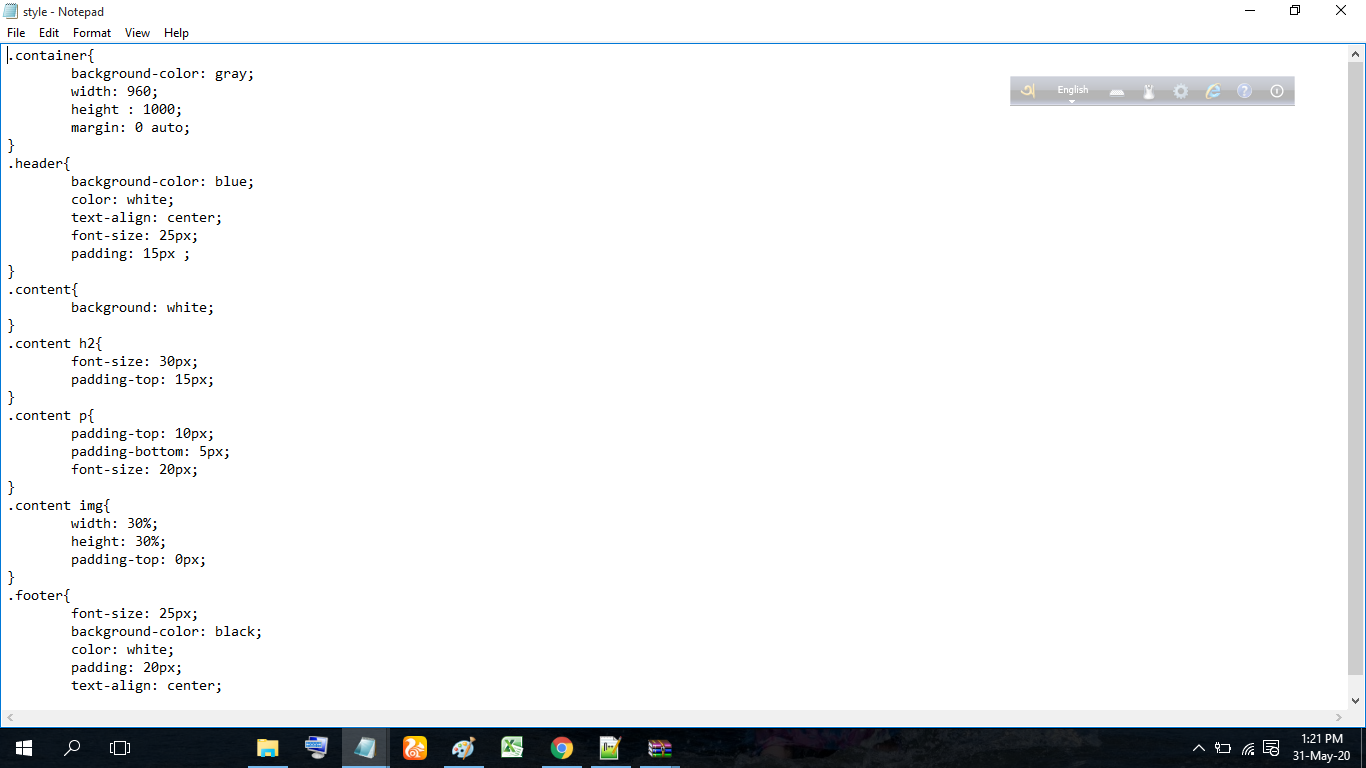 style - Notepad
File Edit Format View Help
.container{
	background-color: gray;
	width: 960;
	height : 1000;
	margin: 0 auto;
}
.header{
	background-color: blue;
	color: white;
	text-align: center;
	font-size: 25px;
	padding: 15px ;
}
.content{
	background: white;
}
.content h2{
	font-size: 30px;
	padding-top: 15px;
}
.content p{
	padding-top: 10px;
	padding-bottom: 5px;
	font-size: 20px;
}
.content img{
	width: 30%;
	height: 30%;
	padding-top: 0px;
}
.footer{
	font-size: 25px;
	background-color: black;
	color: white;
	padding: 20px;
	text-align: center;
অ English
1:21 PM
31-May-20